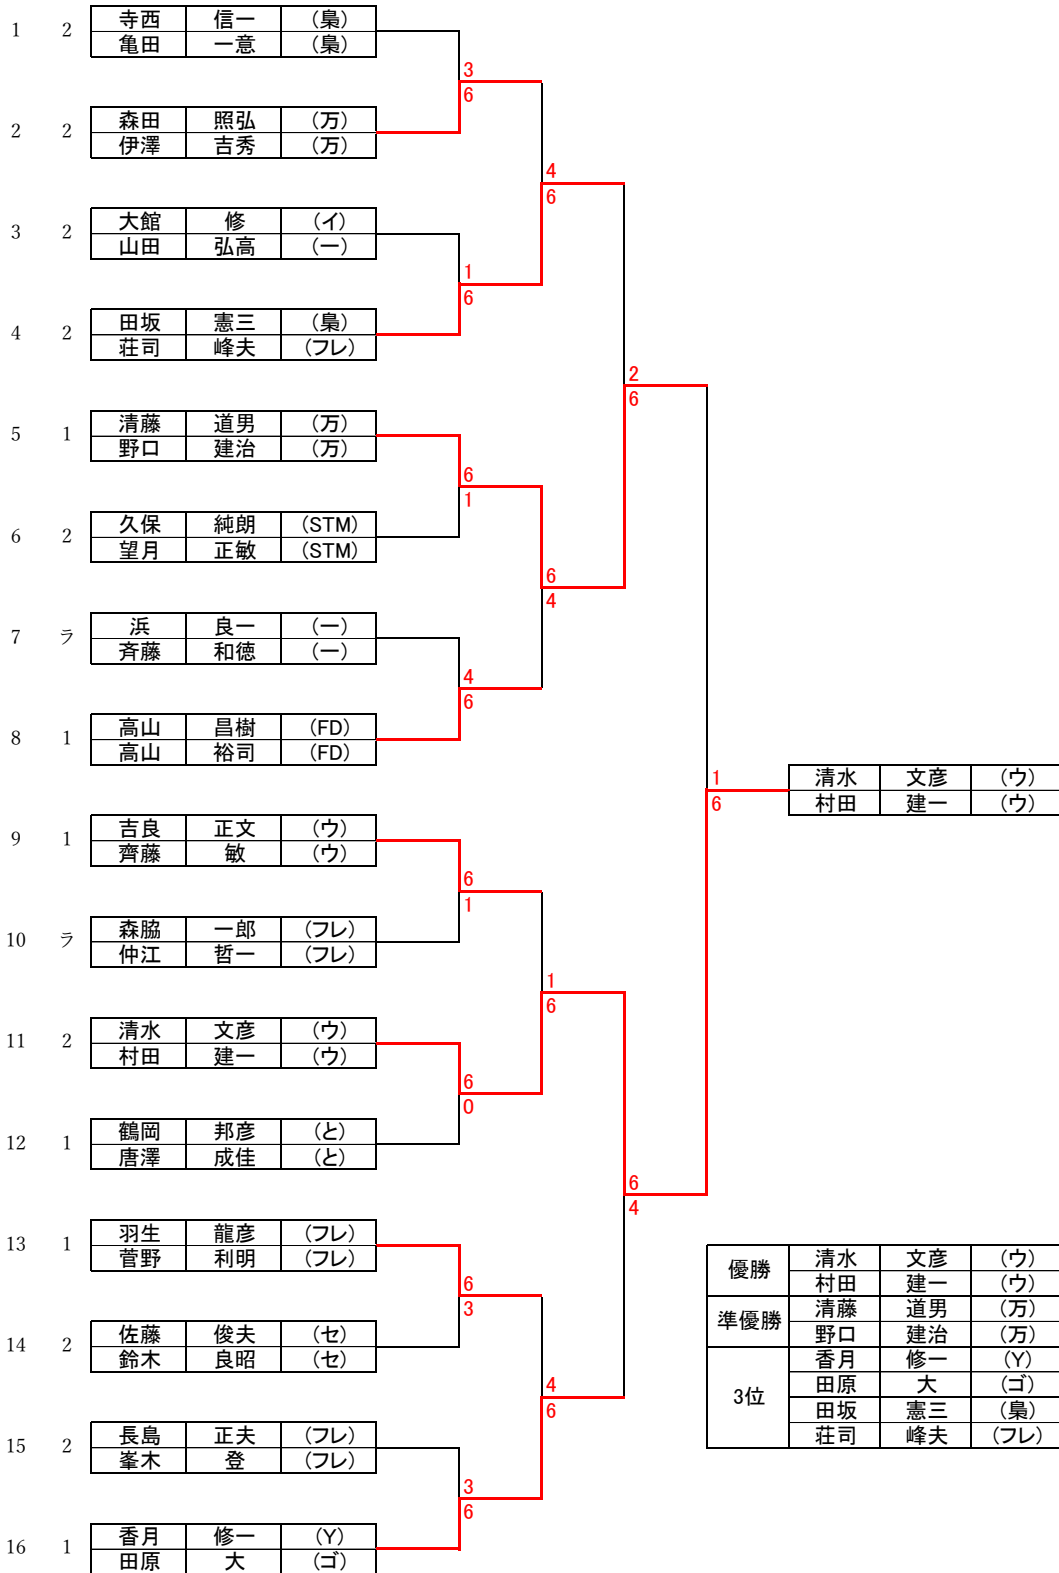 1 2 寺西 信一 (梟)
亀田 一意 (梟)
3
6
2 2 森田 照弘 (万)
伊澤 吉秀 (万)
4
6
3 2 大館 修 (イ)
山田 弘高 (一)
1
6
4 2 田坂 憲三 (梟)
荘司 峰夫 (フレ)
2
6
5 1 清藤 道男 (万)
野口 建治 (万)
6
1
6 2 久保 純朗 (STM)
望月 正敏 (STM)
6
4
7 ラ 浜 良一 (一)
斉藤 和徳 (一)
4
6
8 1 高山 昌樹 (FD)
高山 裕司 (FD)
1 清水 文彦 (ウ)
6 村田 建一 (ウ)
9 1 吉良 正文 (ウ)
齊藤 敏 (ウ)
6
1
10 ラ 森脇 一郎 (フレ)
仲江 哲一 (フレ)
1
6
11 2 清水 文彦 (ウ)
村田 建一 (ウ)
6
0
12 1 鶴岡 邦彦 (と)
唐澤 成佳 (と)
6
4
13 1 羽生 龍彦 (フレ)
菅野 利明 (フレ)
6
3
14 2 佐藤 俊夫 (セ)
鈴木 良昭 (セ)
4
6
15 2 長島 正夫 (フレ)
峯木 登 (フレ)
3
6
16 1 香月 修一 (Y)
田原 大 (ゴ)
優勝 清水 文彦 (ウ)
村田 建一 (ウ)
準優勝 清藤 道男 (万)
野口 建治 (万)
3位 香月 修一 (Y)
田原 大 (ゴ)
田坂 憲三 (梟)
荘司 峰夫 (フレ)